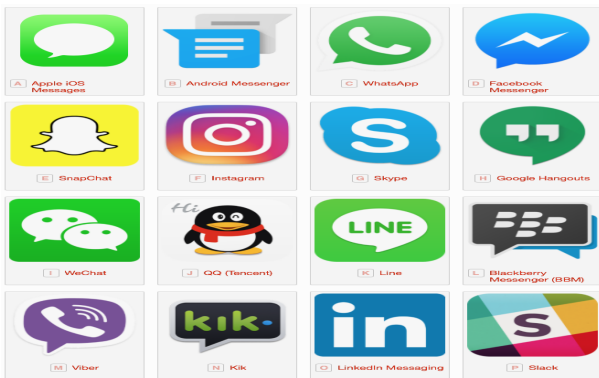 A Apple iOS
Messages
B Android Messenger
C WhatsApp
D Facebook
Messenger
E SnapChat
F Instagram
S
G Skype
H Google Hangouts
I WeChat
Hi
J QQ (Tencent)
LINE
K Line
L Blackberry
Messenger (BBM)
M Viber
kik
N Kik
in
O LinkedIn Messaging
S
P Slack